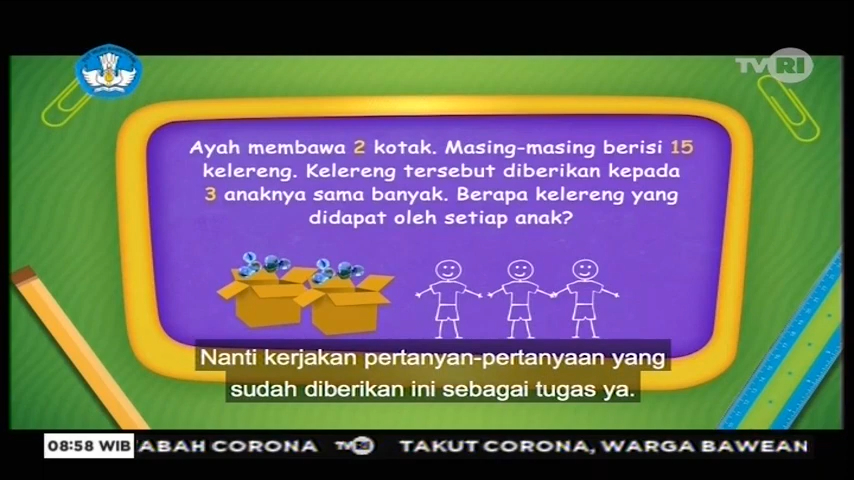 TVRI
Ayah membawa 2 kotak. Masing-masing berisi 15
kelereng. Kelereng tersebut diberikan kepada
3 anaknya sama banyak. Berapa kelereng yang
didapat oleh setiap anak?
Nanti kerjakan pertanyan-pertanyaan yang
sudah diberikan ini sebagai tugas ya.
08:58 WIB ABAH CORONA TVRI TAKUT CORONA, WARGA BAWEAN